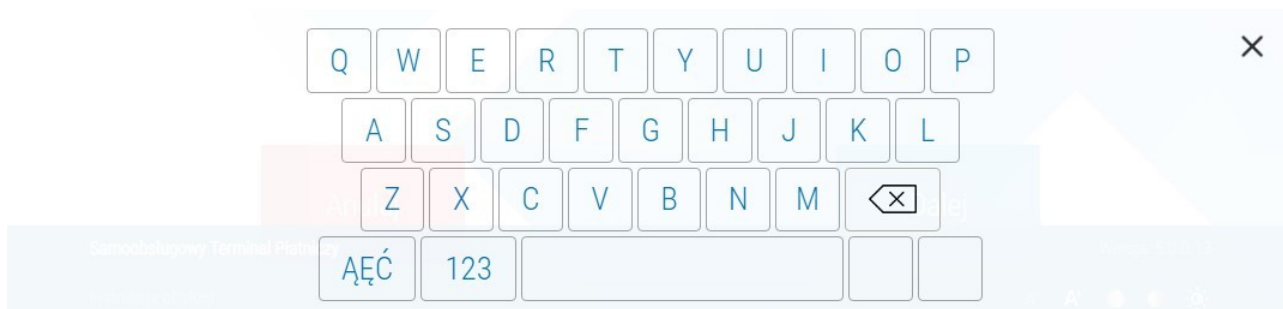 Q W E R T Y U I O P
A S D F G H J K L
Z X C V B N M
ĄĘĆ 123
Samoobsługowy Terminal Płatniczy